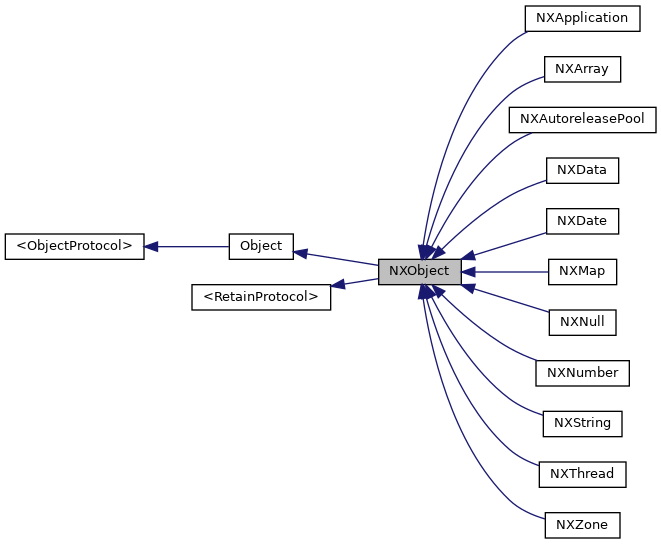 NXApplication
NXArray
NXAutoreleasePool
NXData
NXDate
<ObjectProtocol>
Object
NXObject
NXMap
<RetainProtocol>
NXNull
NXNumber
NXString
NXThread
NXZone